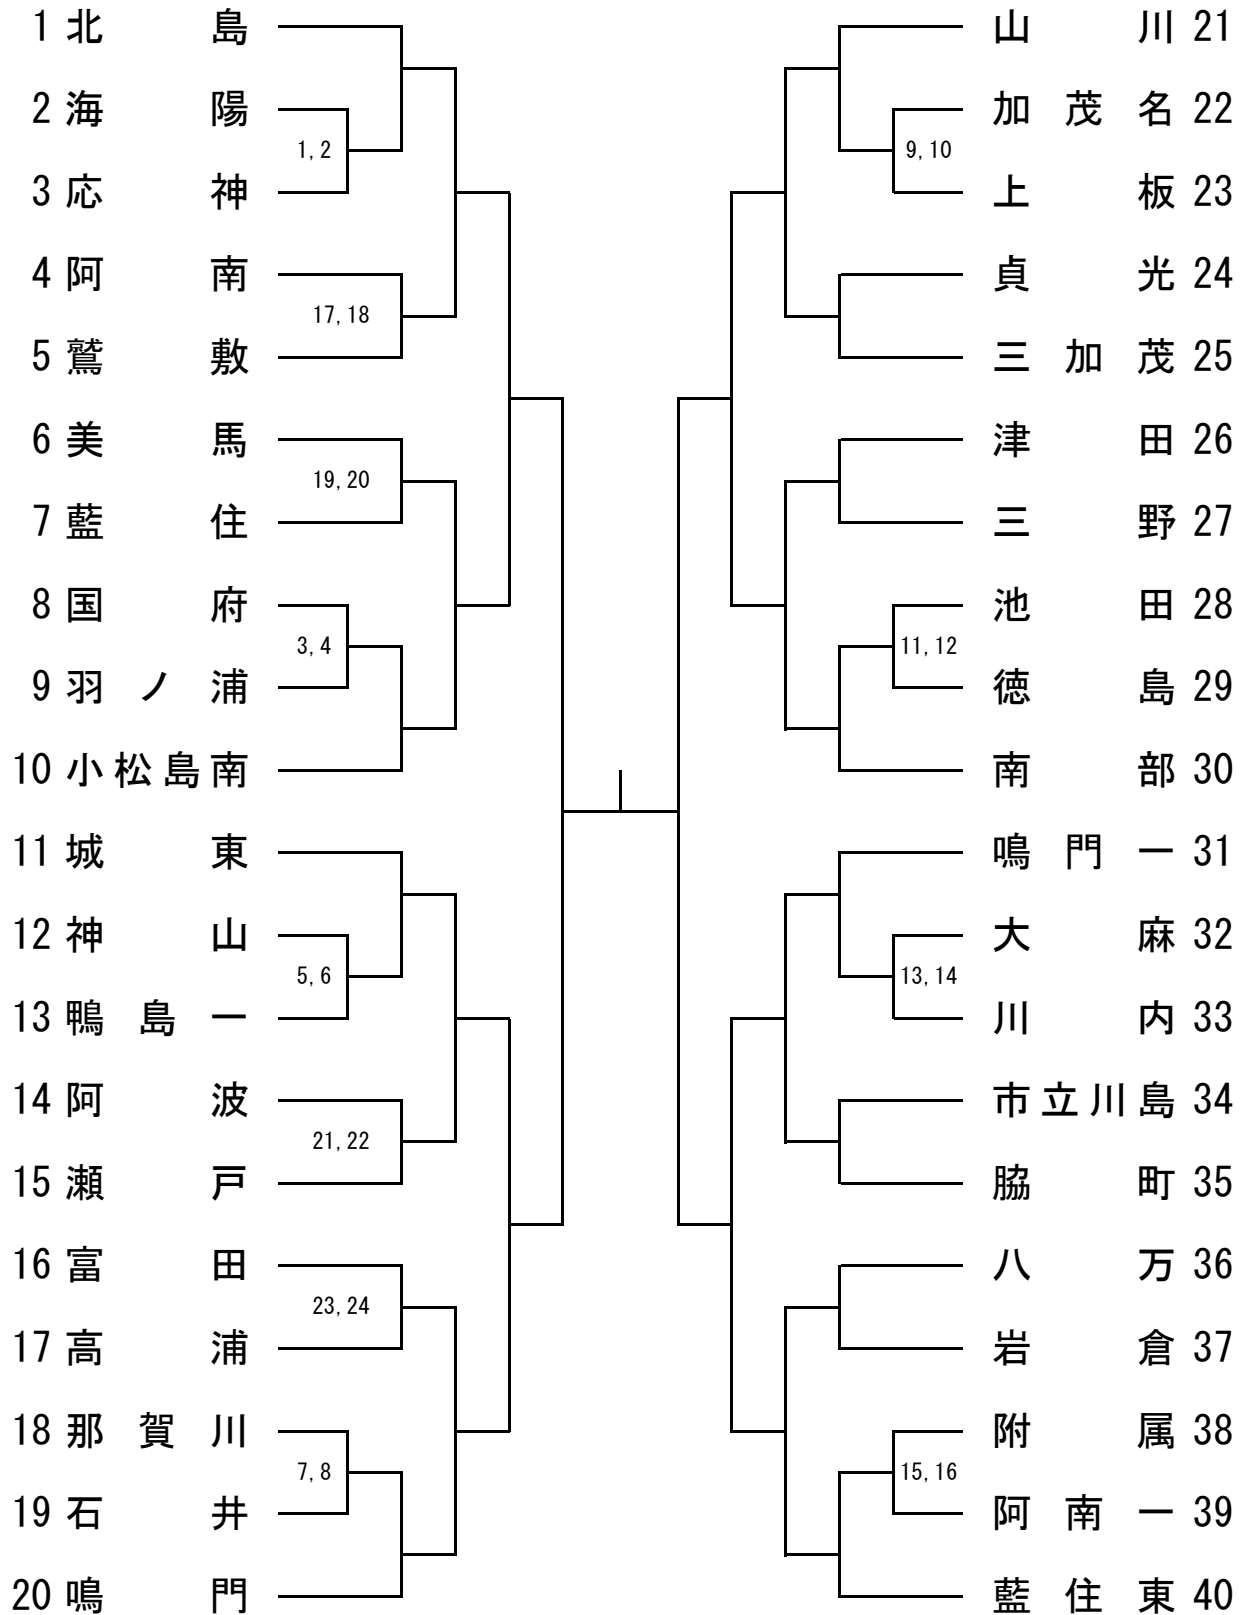 1 北島
2 海陽
1,2
3 応神
4 阿南
17,18
5 鷲敷
6 美馬
19,20
7 藍住
8 国府
3,4
9 羽ノ浦
10 小松島南
11 城東
12 神山
5,6
13 鴨島一
14 阿波
21,22
15 瀬戸
16 富田
23,24
17 高浦
18 那賀川
7,8
19 石井
20 鳴門
山川 21
加茂名 22
9,10
上板 23
貞光 24
三加茂 25
津田 26
三野 27
池田 28
11,12
徳島 29
南部 30
鳴門一 31
大麻 32
13,14
川内 33
市立川島 34
脇町 35
八万 36
岩倉 37
附属 38
15,16
阿南一 39
藍住東 40